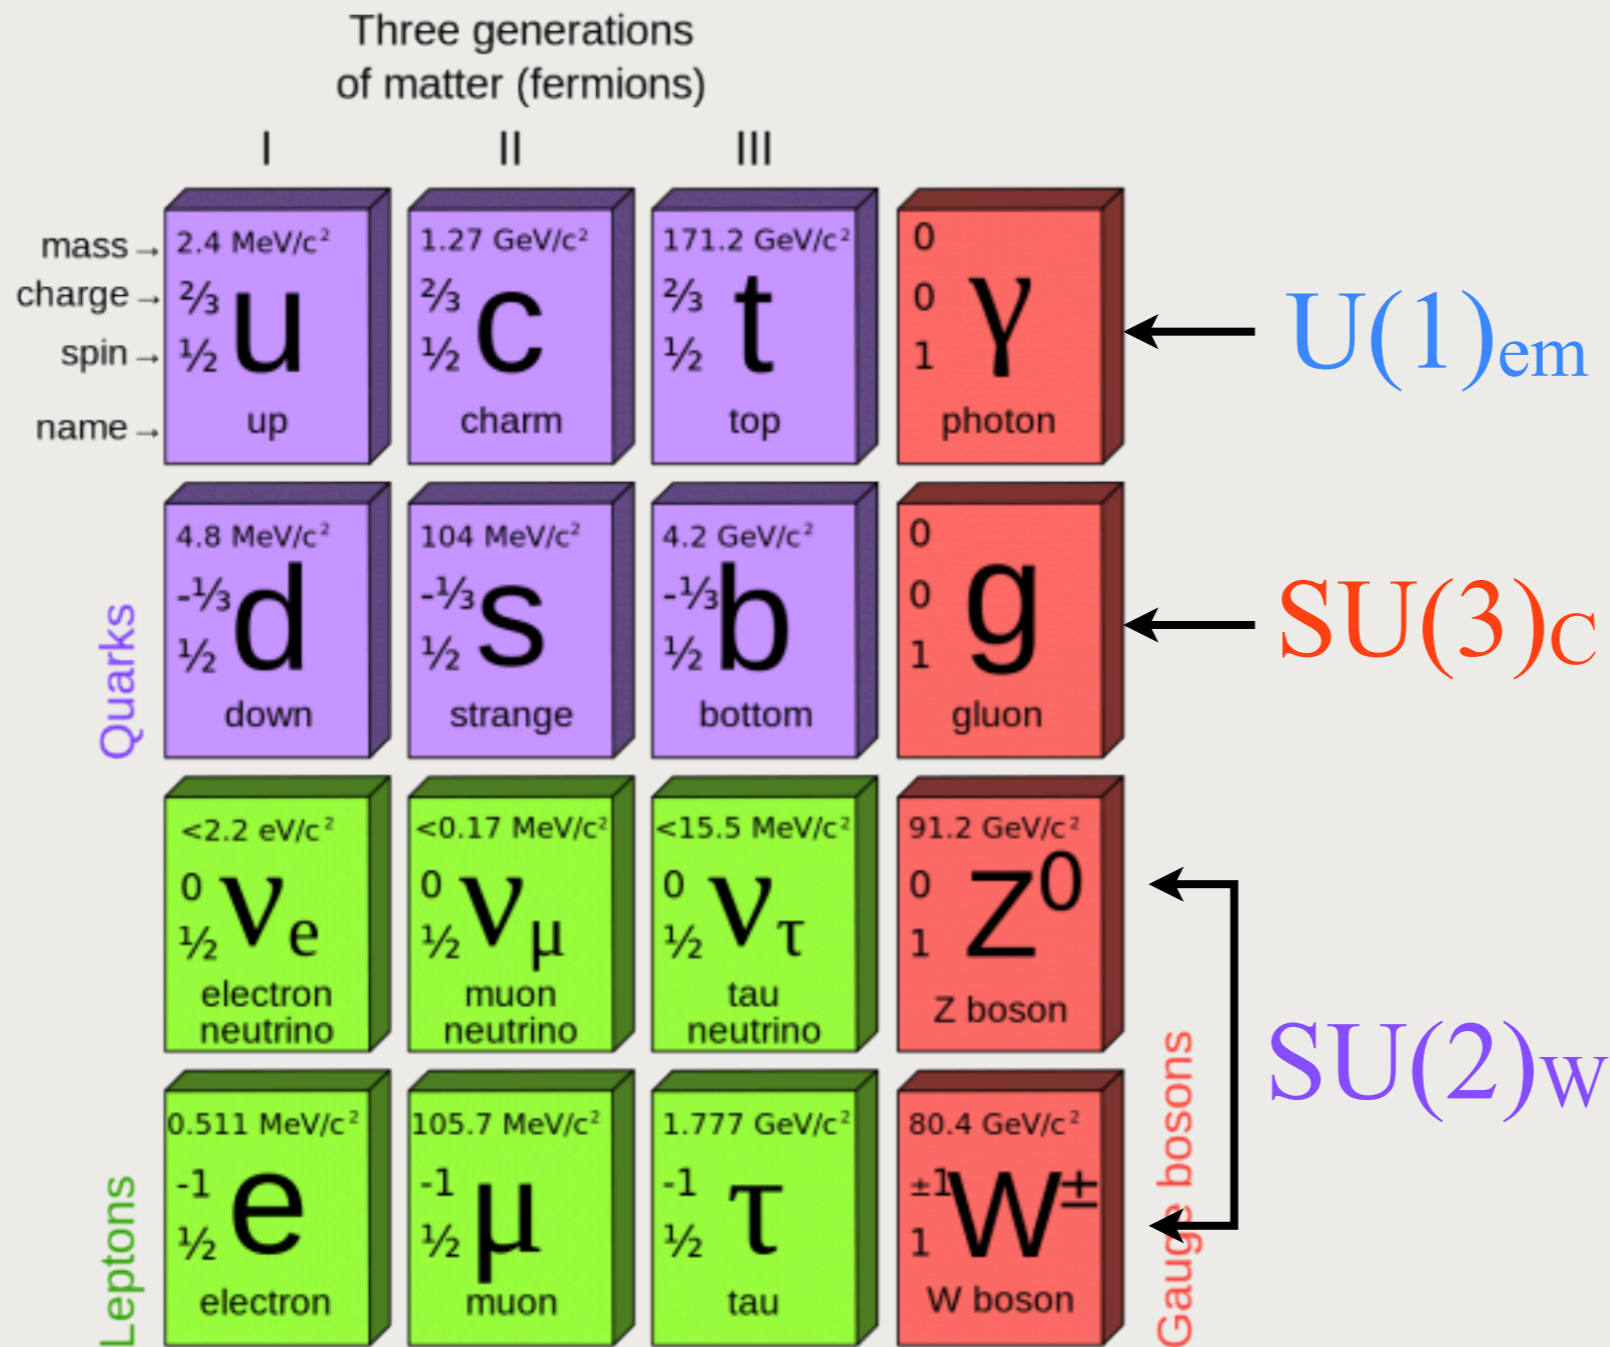 Three generations
of matter (fermions)
I II III
mass→
charge→
spin→
name→
2.4 MeV/c²
⅔
½
u
up
1.27 GeV/c²
⅔
½
c
charm
171.2 GeV/c²
⅔
½
t
top
0
0
1
γ
photon
U(1)em
Quarks
4.8 MeV/c²
-⅓
½
d
down
104 MeV/c²
-⅓
½
s
strange
4.2 GeV/c²
-⅓
½
b
bottom
0
0
1
g
gluon
SU(3)C
<2.2 eV/c²
0
½
νe
electron
neutrino
<0.17 MeV/c²
0
½
νμ
muon
neutrino
<15.5 MeV/c²
0
½
ντ
tau
neutrino
91.2 GeV/c²
0
1
Z⁰
Z boson
SU(2)W
Leptons
0.511 MeV/c²
-1
½
e
electron
105.7 MeV/c²
-1
½
μ
muon
1.777 GeV/c²
-1
½
τ
tau
80.4 GeV/c²
±1
1
W±
W boson
Gauge bosons